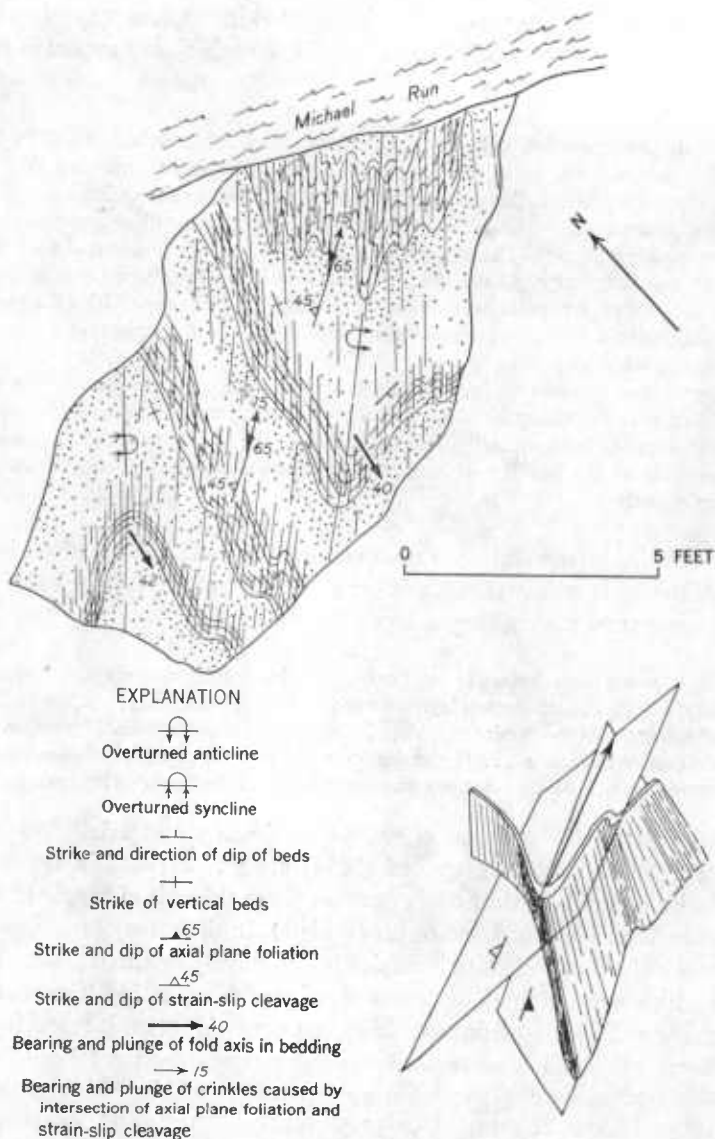 Michael Run
N
15
65
45
15
65
45
40
42
0 5 FEET
EXPLANATION
Overturned anticline
Overturned syncline
Strike and direction of dip of beds
Strike of vertical beds
65
Strike and dip of axial plane foliation
45
Strike and dip of strain-slip cleavage
40
Bearing and plunge of fold axis in bedding
15
Bearing and plunge of crinkles caused by
intersection of axial plane foliation and
strain-slip cleavage